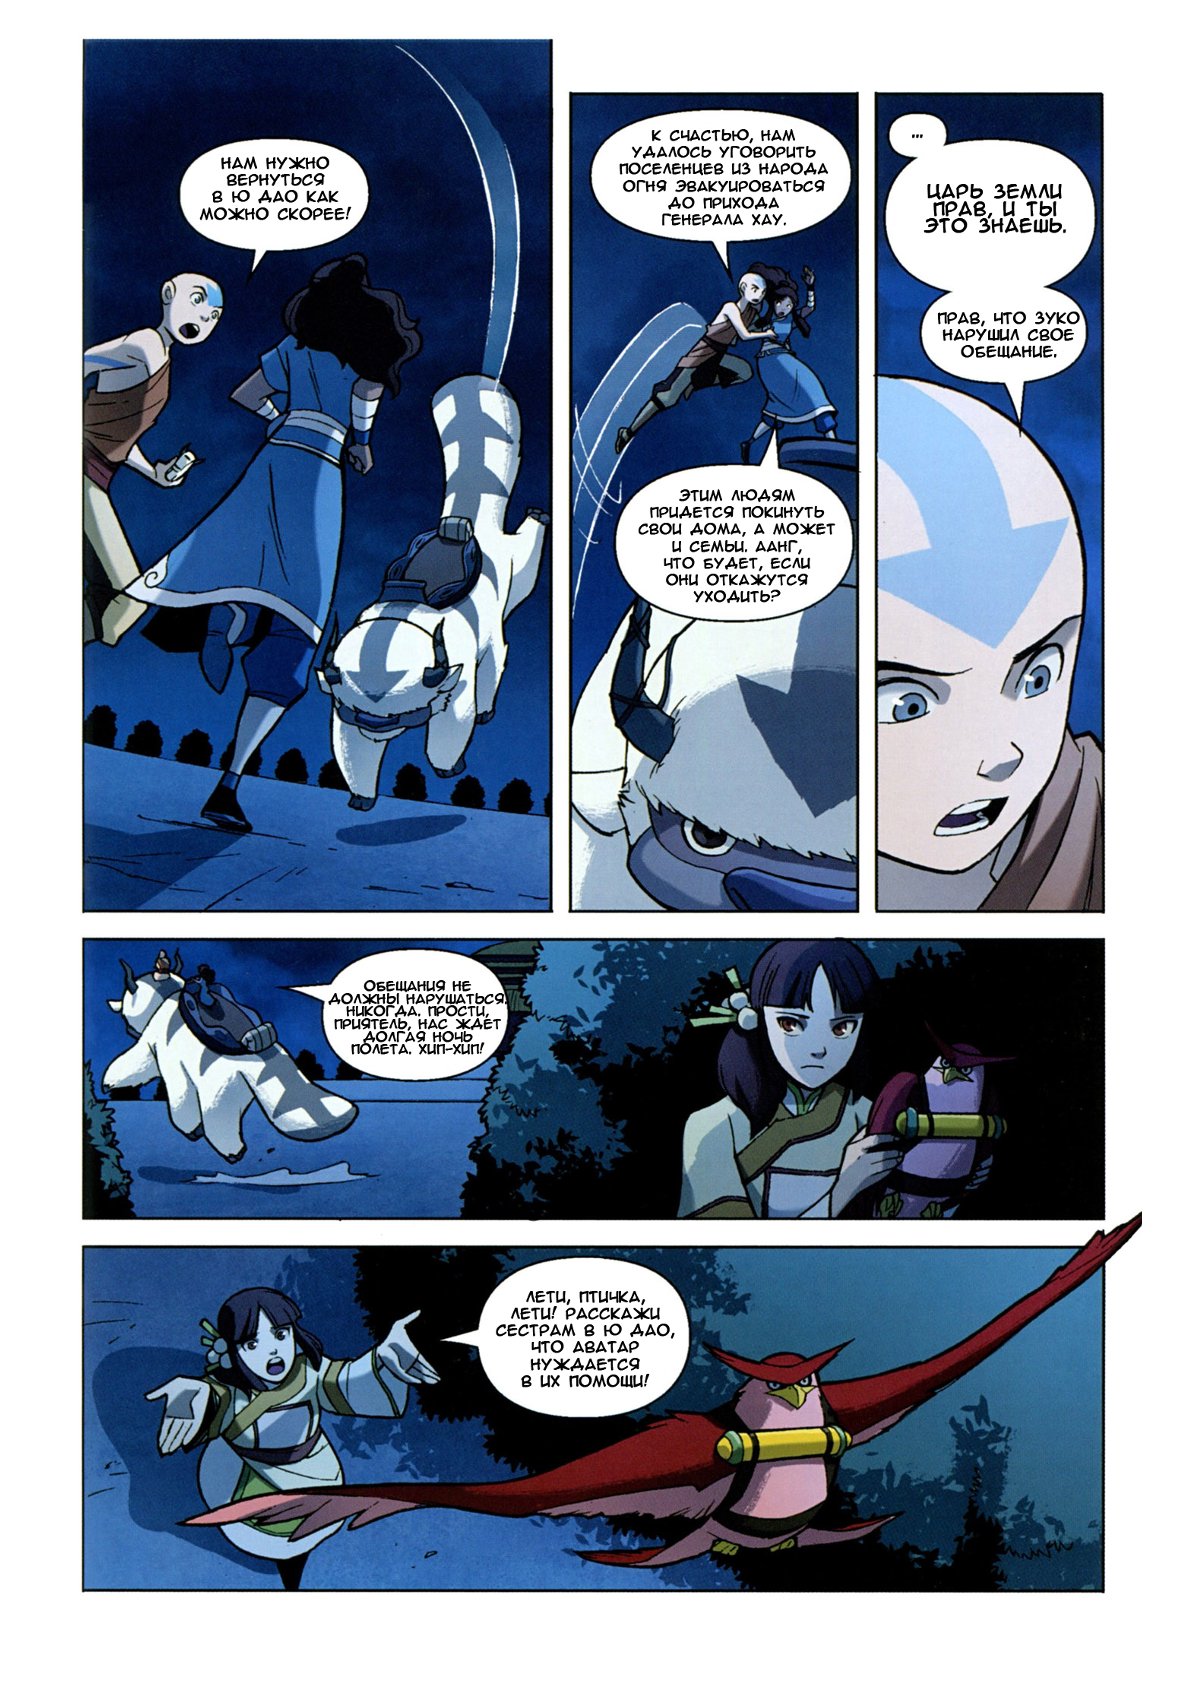 НАМ НУЖНО
ВЕРНУТЬСЯ
В Ю ДАО КАК
МОЖНО СКОРЕЕ!
К СЧАСТЬЮ, НАМ
УДАЛОСЬ УГОВОРИТЬ
ПОСЕЛЕНЦЕВ ИЗ НАРОДА
ОГНЯ ЭВАКУИРОВАТЬСЯ
ДО ПРИХОДА
ГЕНЕРАЛА ХАУ.
ЭТИМ ЛЮДЯМ
ПРИДЕТСЯ ПОКИНУТЬ
СВОИ ДОМА, А МОЖЕТ
И СЕМЬИ. ААНГ,
ЧТО БУДЕТ, ЕСЛИ
ОНИ ОТКАЖУТСЯ
УХОДИТЬ?
...
ЦАРЬ ЗЕМЛИ
ПРАВ, И ТЫ
ЭТО ЗНАЕШЬ.
ПРАВ, ЧТО ЗУКО
НАРУШИЛ СВОЕ
ОБЕЩАНИЕ.
ОБЕЩАНИЯ НЕ
ДОЛЖНЫ НАРУШАТЬСЯ.
НИКОГДА. ПРОСТИ,
ПРИЯТЕЛЬ, НАС ЖДЁТ
ДОЛГАЯ НОЧЬ
ПОЛЕТА. ХИП-ХИП!
ЛЕТИ, ПТИЧКА,
ЛЕТИ! РАССКАЖИ
СЕСТРАМ В Ю ДАО,
ЧТО АВАТАР
НУЖДАЕТСЯ
В ИХ ПОМОЩИ!